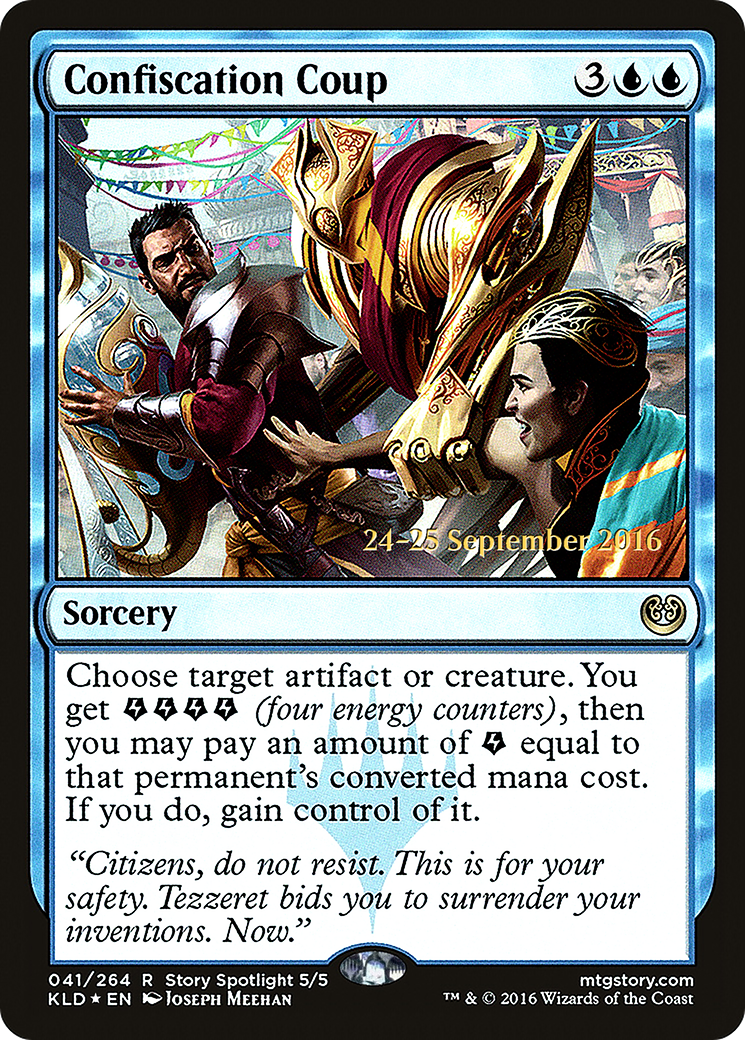 Confiscation Coup 3
24–25 September 2016
Sorcery
Choose target artifact or creature. You
get (four energy counters), then
you may pay an amount of equal to
that permanent's converted mana cost.
If you do, gain control of it.
"Citizens, do not resist. This is for your
safety. Tezzeret bids you to surrender your
inventions. Now."
041/264 R Story Spotlight 5/5
mtgstory.com
KLD ★ EN Joseph Meehan
™ & © 2016 Wizards of the Coast